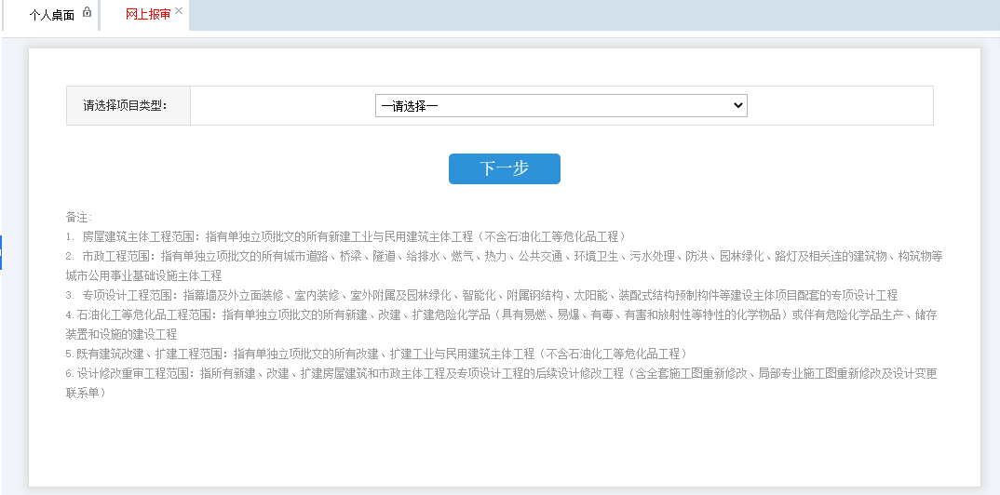 个人桌面
网上报审
请选择项目类型：
—请选择—
下一步
备注:
1. 房屋建筑主体工程范围：指有单独立项批文的所有新建工业与民用建筑主体工程（不含石油化工等危化品工程）
2. 市政工程范围：指有单独立项批文的所有城市道路、桥梁、隧道、给排水、燃气、热力、公共交通、环境卫生、污水处理、防洪、园林绿化、路灯及相关连的建筑物、构筑物等
城市公用事业基础设施主体工程
3. 专项设计工程范围：指幕墙及外立面装修、室内装修、室外附属及园林绿化、智能化、附属钢结构、太阳能、装配式结构预制构件等建设主体项目配套的专项设计工程
4.石油化工等危化品工程范围：指有单独立项批文的所有新建、改建、扩建危险化学品（具有易燃、易爆、有毒、有害和放射性等特性的化学物品）或伴有危险化学品生产、储存
装置和设施的建设工程
5.既有建筑改建、扩建工程范围：指有单独立项批文的所有改建、扩建工业与民用建筑主体工程（不含石油化工等危化品工程）
6.设计修改重审工程范围：指所有新建、改建、扩建房屋建筑和市政主体工程及专项设计工程的后续设计修改工程（含全套施工图重新修改、局部专业施工图重新修改及设计变更
联系单）